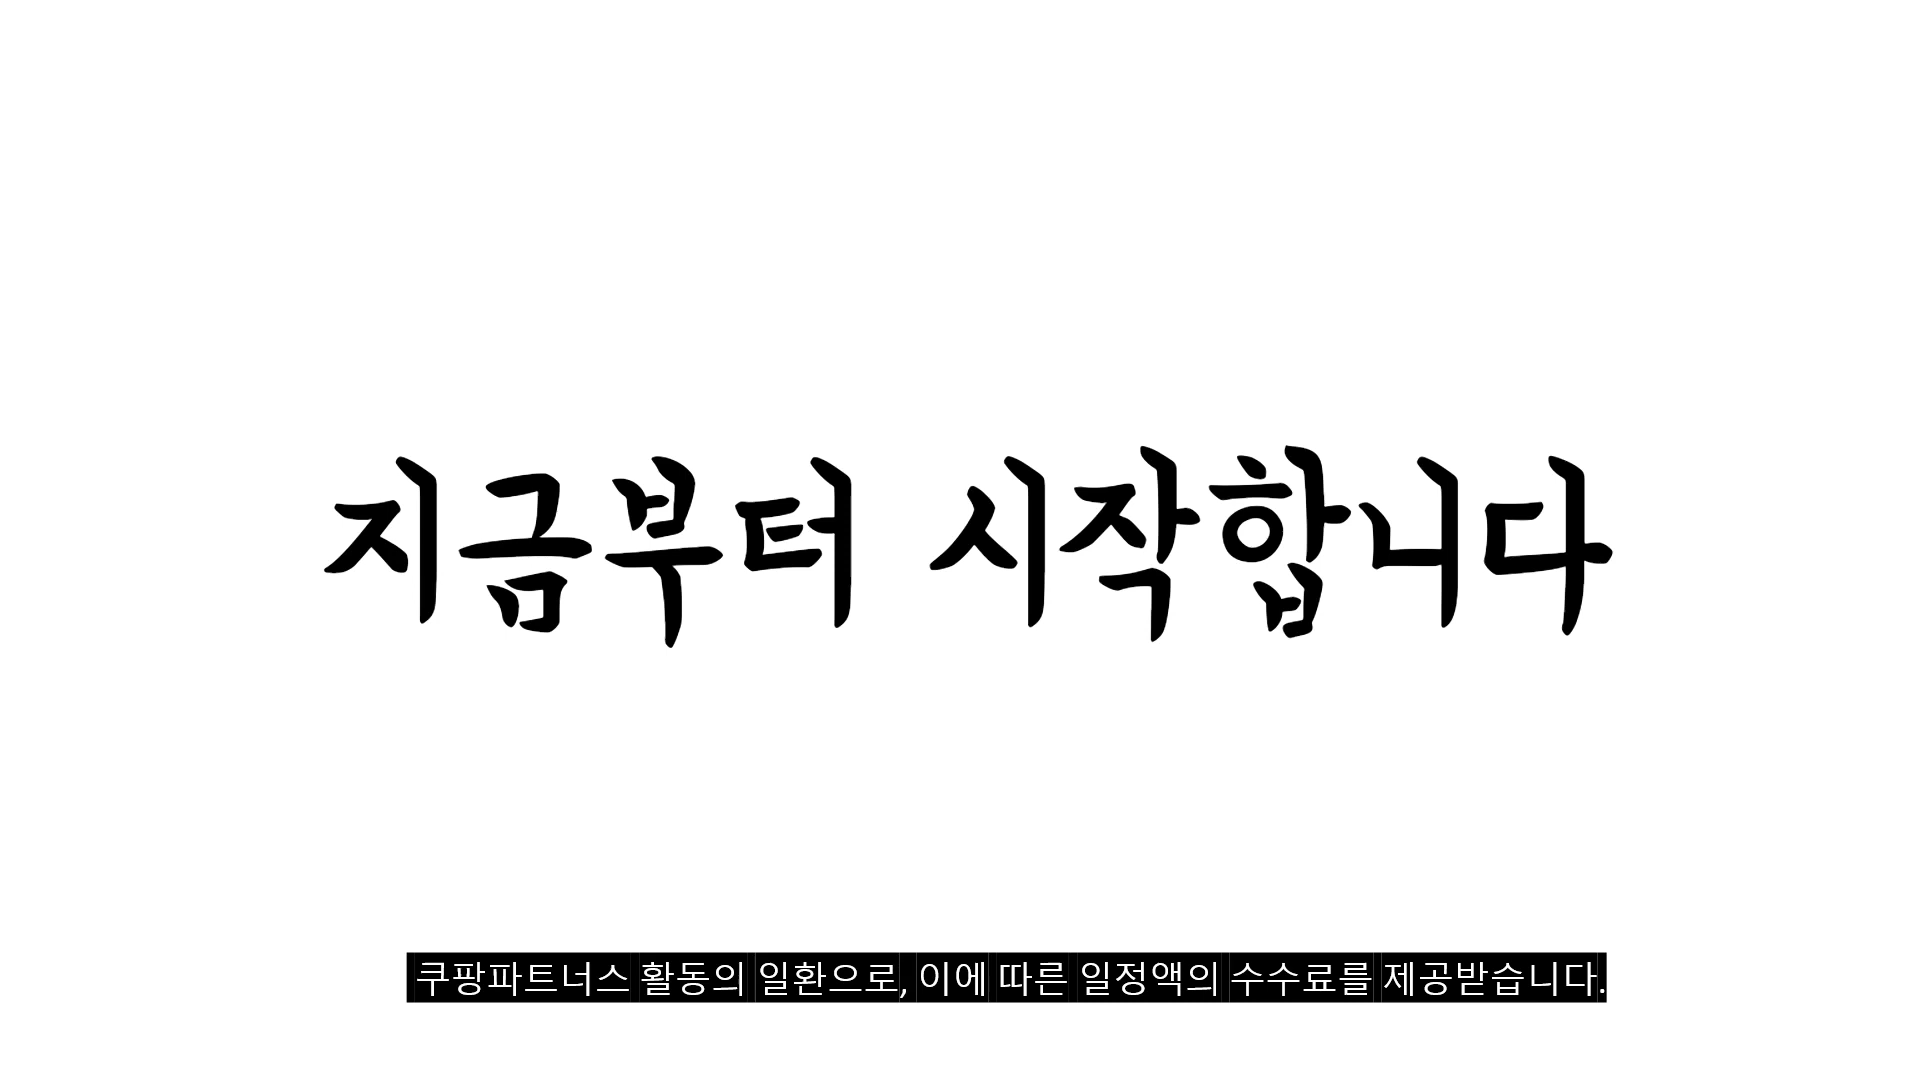 지금부터 시작합니다
쿠팡파트너스 활동의 일환으로, 이에 따른 일정액의 수수료를 제공받습니다.